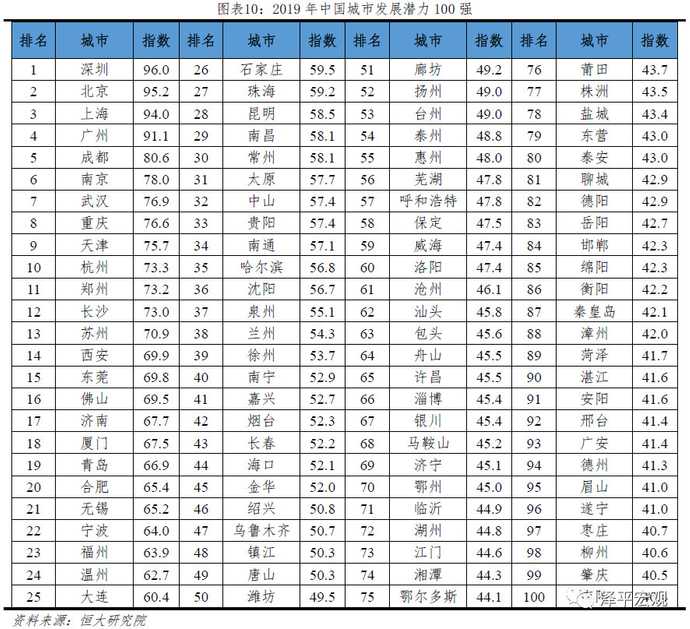 图表10：2019 年中国城市发展潜力 100 强
排名 城市 指数 排名 城市 指数 排名 城市 指数 排名 城市 指数
1 深圳 96.0 26 石家庄 59.5 51 廊坊 49.2 76 莆田 43.7
2 北京 95.2 27 珠海 59.2 52 扬州 49.0 77 株洲 43.5
3 上海 94.0 28 昆明 58.5 53 台州 49.0 78 盐城 43.4
4 广州 91.1 29 南昌 58.1 54 泰州 48.8 79 东营 43.0
5 成都 80.6 30 常州 58.1 55 惠州 48.0 80 泰安 43.0
6 南京 78.0 31 太原 57.7 56 芜湖 47.8 81 聊城 42.9
7 武汉 76.9 32 中山 57.4 57 呼和浩特 47.8 82 德阳 42.9
8 重庆 76.6 33 贵阳 57.4 58 保定 47.5 83 岳阳 42.7
9 天津 75.7 34 南通 57.1 59 威海 47.4 84 邯郸 42.3
10 杭州 73.3 35 哈尔滨 56.8 60 洛阳 47.4 85 绵阳 42.3
11 郑州 73.2 36 沈阳 56.7 61 沧州 46.1 86 衡阳 42.2
12 长沙 73.0 37 泉州 55.1 62 汕头 45.8 87 秦皇岛 42.1
13 苏州 70.9 38 兰州 54.3 63 包头 45.6 88 漳州 42.0
14 西安 69.9 39 徐州 53.7 64 舟山 45.5 89 菏泽 41.7
15 东莞 69.8 40 南宁 52.9 65 许昌 45.5 90 湛江 41.6
16 佛山 69.5 41 嘉兴 52.7 66 淄博 45.4 91 安阳 41.6
17 济南 67.7 42 烟台 52.3 67 银川 45.4 92 邢台 41.4
18 厦门 67.5 43 长春 52.2 68 马鞍山 45.2 93 广安 41.4
19 青岛 66.9 44 海口 52.1 69 济宁 45.1 94 德州 41.3
20 合肥 65.4 45 金华 52.0 70 鄂州 45.0 95 眉山 41.0
21 无锡 65.2 46 绍兴 50.8 71 临沂 44.9 96 遂宁 41.0
22 宁波 64.0 47 乌鲁木齐 50.7 72 湖州 44.8 97 枣庄 40.7
23 福州 63.9 48 镇江 50.3 73 江门 44.6 98 柳州 40.6
24 温州 62.7 49 唐山 50.3 74 湘潭 44.3 99 肇庆 40.5
25 大连 60.4 50 潍坊 49.5 75 鄂尔多斯 44.1 100
泽平宏观
资料来源：恒大研究院